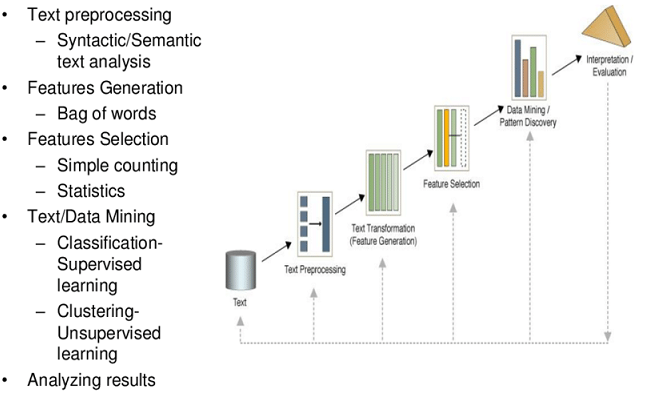 • Text preprocessing
– Syntactic/Semantic
text analysis
• Features Generation
– Bag of words
• Features Selection
– Simple counting
– Statistics
• Text/Data Mining
– Classification-
Supervised
learning
– Clustering-
Unsupervised
learning
• Analyzing results
Text
Text Preprocessing
Text Transformation
(Feature Generation)
Feature Selection
Data Mining /
Pattern Discovery
Interpretation /
Evaluation